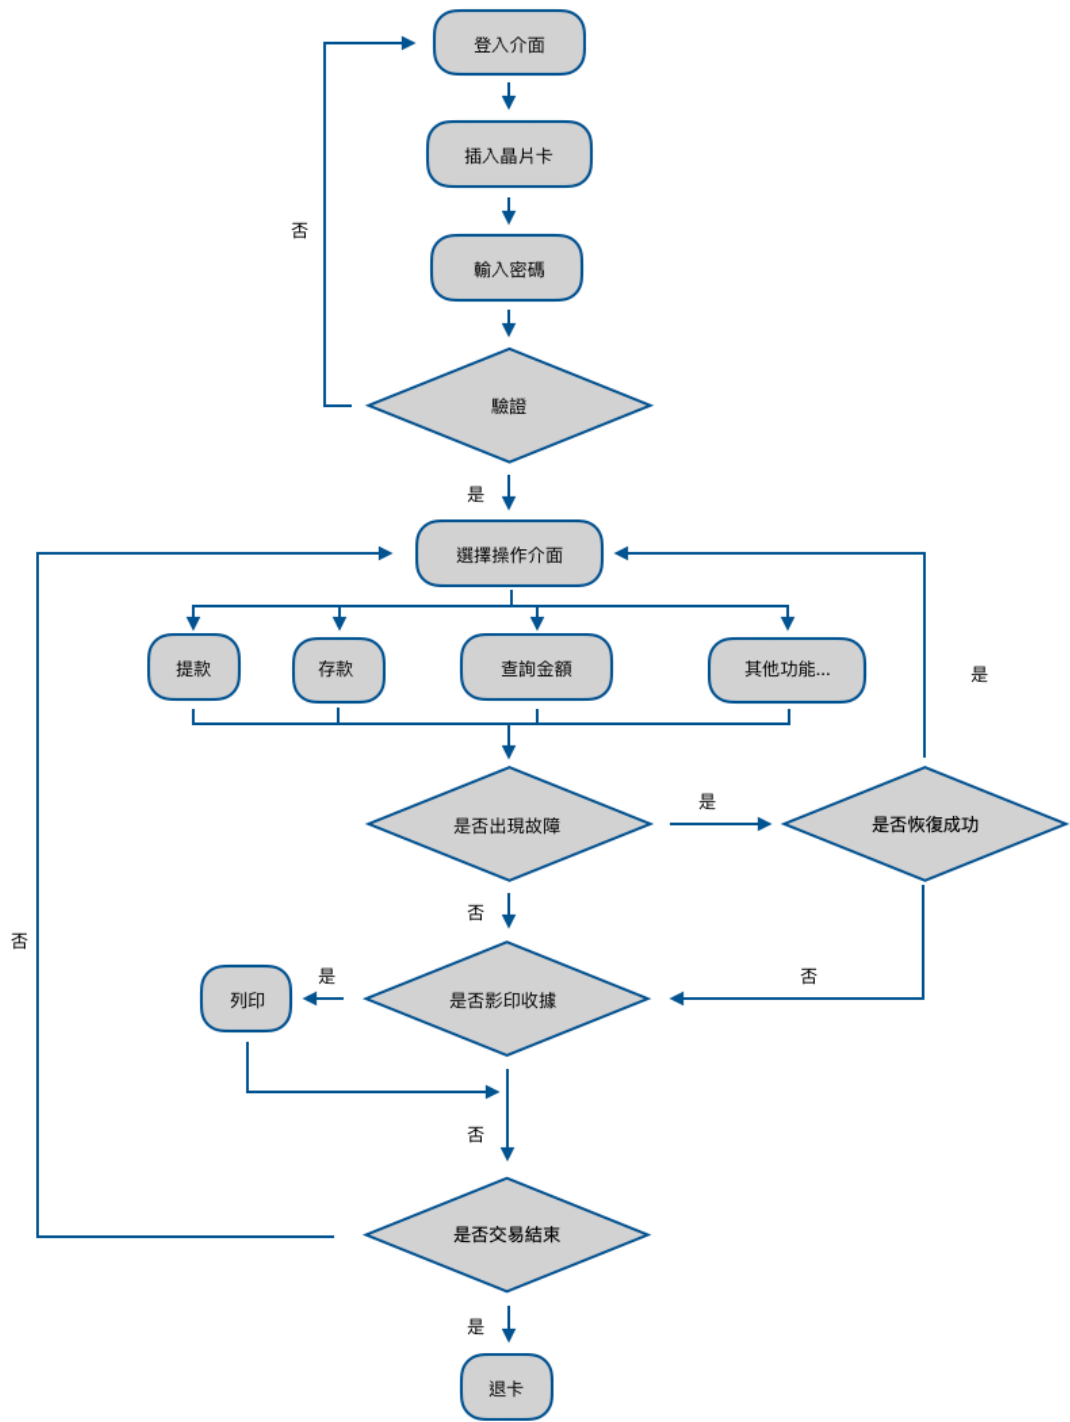 登入介面
插入晶片卡
否
輸入密碼
驗證
是
選擇操作介面
提款
存款
查詢金額
其他功能...
是
是否出現故障
是
是否恢復成功
否
否
是否影印收據
是
列印
否
否
是否交易結束
是
退卡